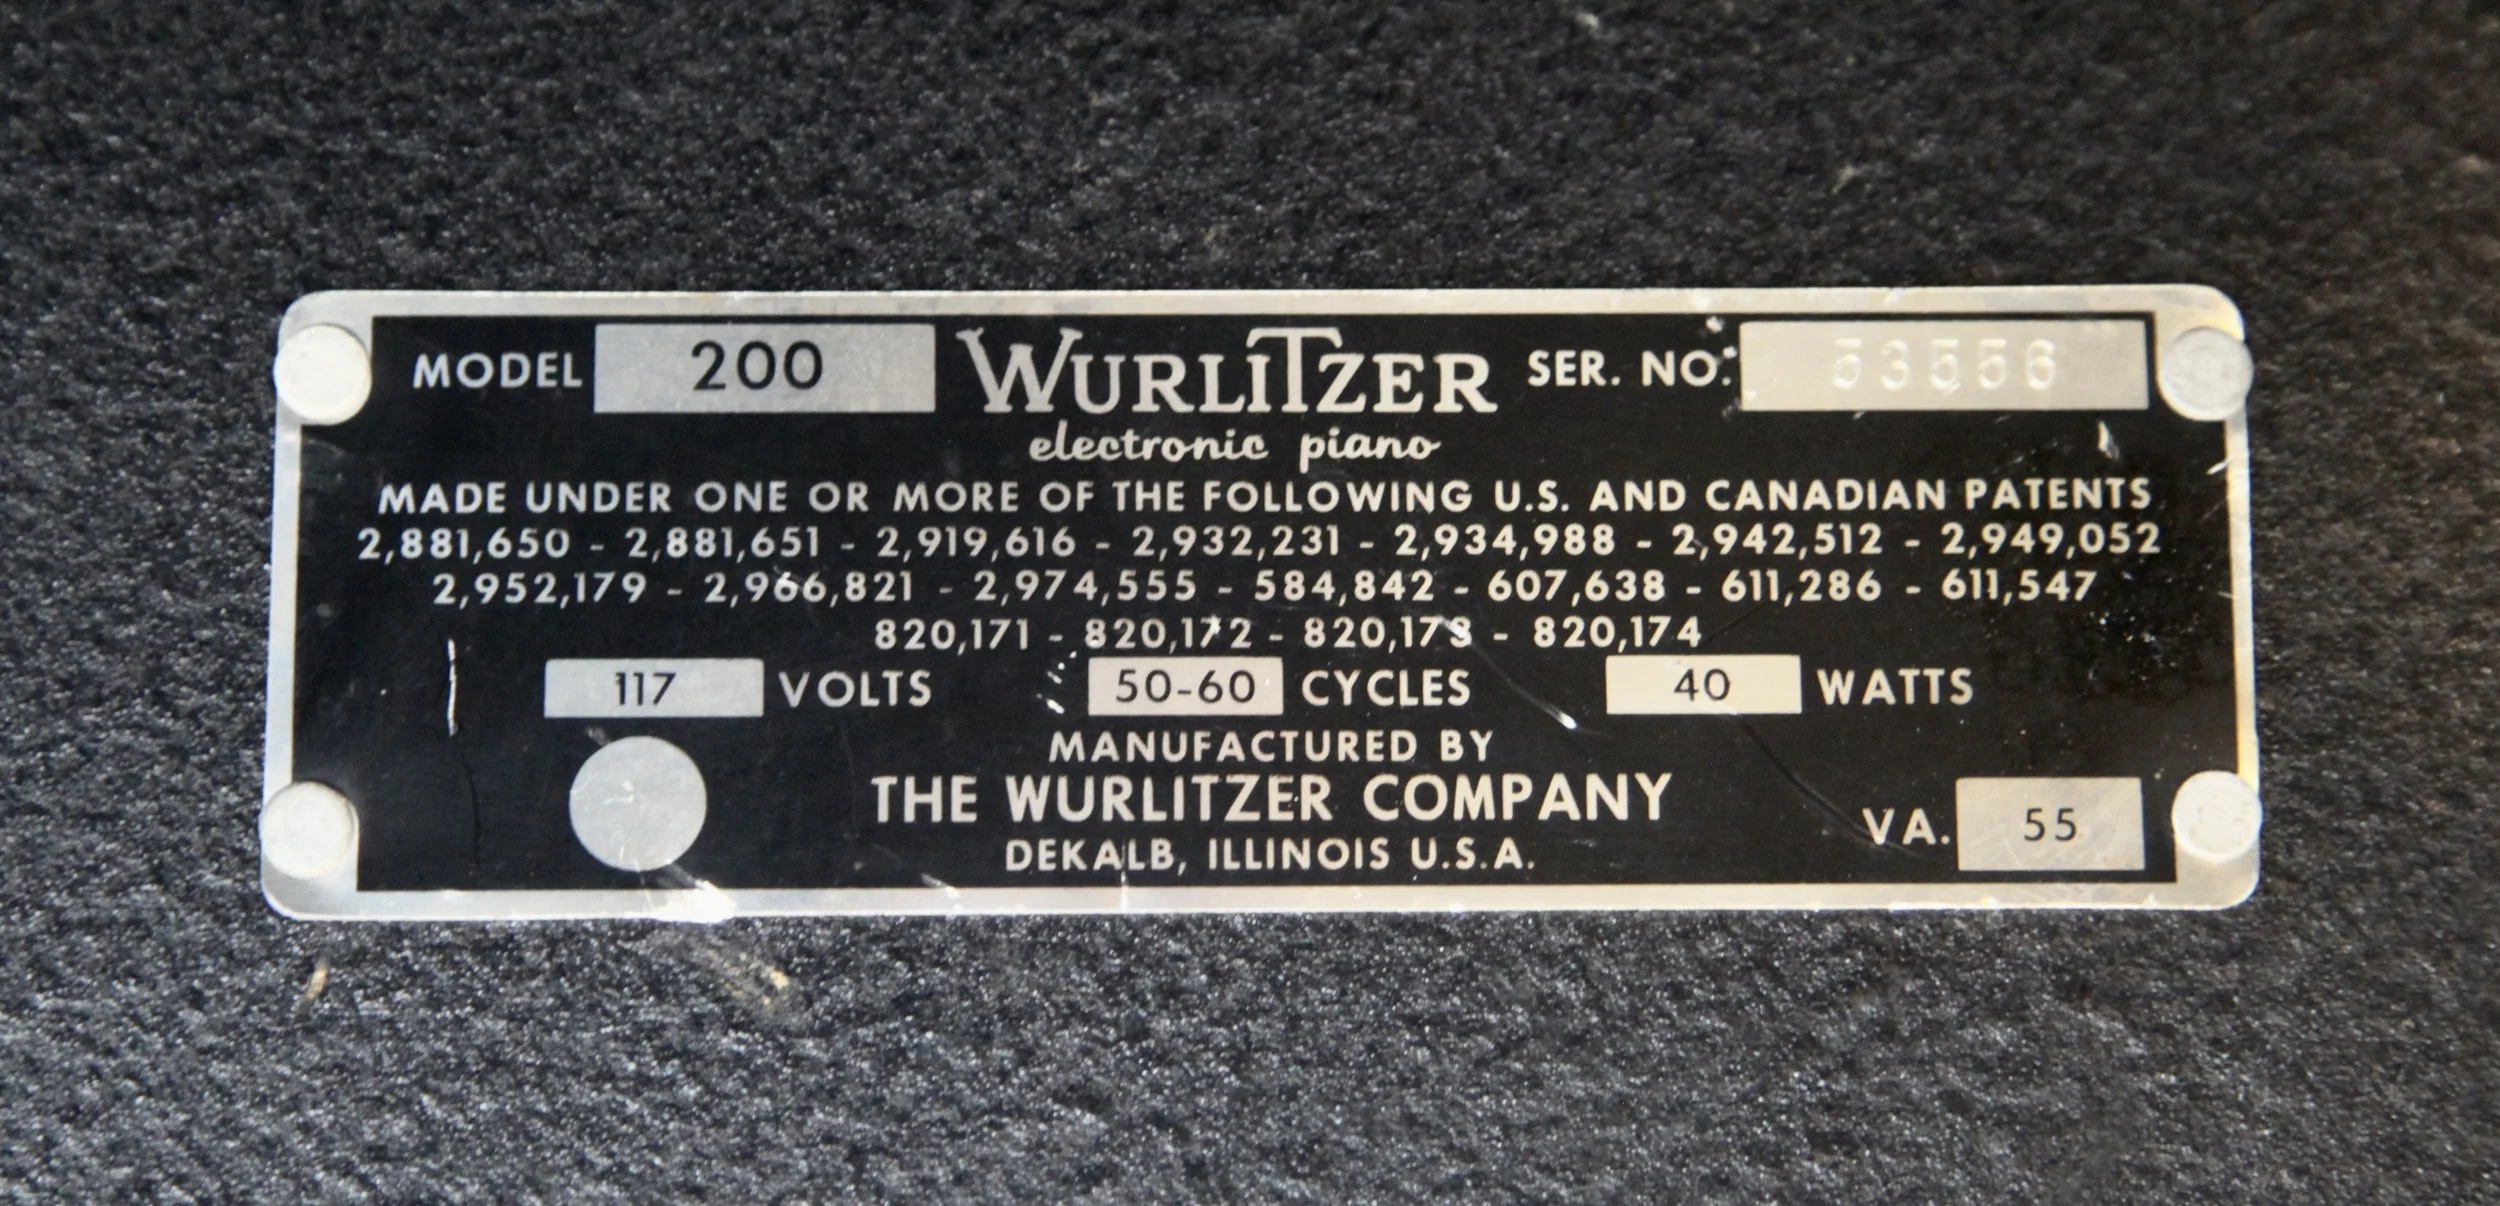 MODEL 200 WURLITZER SER. NO. 53556
electronic piano
MADE UNDER ONE OR MORE OF THE FOLLOWING U.S. AND CANADIAN PATENTS
2,881,650 - 2,881,651 - 2,919,616 - 2,932,231 - 2,934,988 - 2,942,512 - 2,949,052
2,952,179 - 2,966,821 - 2,974,555 - 584,842 - 607,638 - 611,286 - 611,547
820,171 - 820,172 - 820,173 - 820,174
117 VOLTS 50-60 CYCLES 40 WATTS
MANUFACTURED BY
THE WURLITZER COMPANY
VA. 55
DEKALB, ILLINOIS U.S.A.